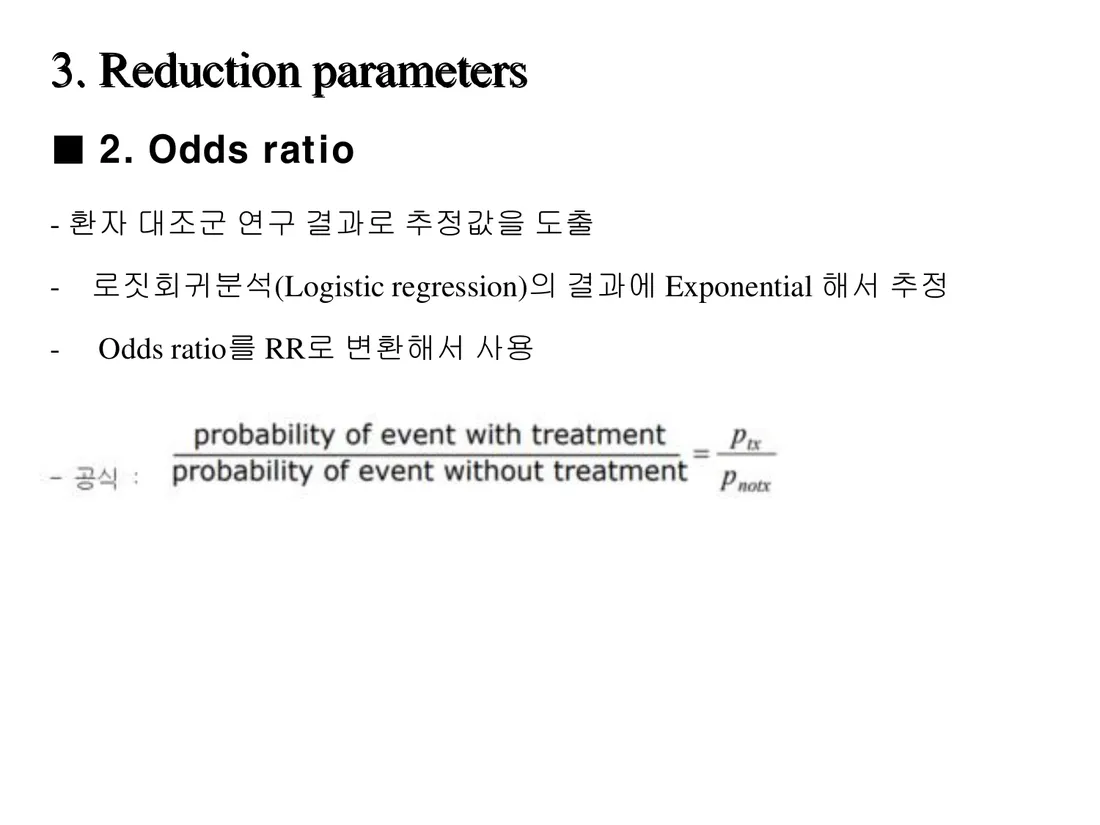 3. Reduction parameters
■ 2. Odds ratio
- 환자 대조군 연구 결과로 추정값을 도출
- 로짓회귀분석(Logistic regression)의 결과에 Exponential 해서 추정
- Odds ratio를 RR로 변환해서 사용
probability of event with treatment
- 공식 : probability of event without treatment = p_tx / p_notx